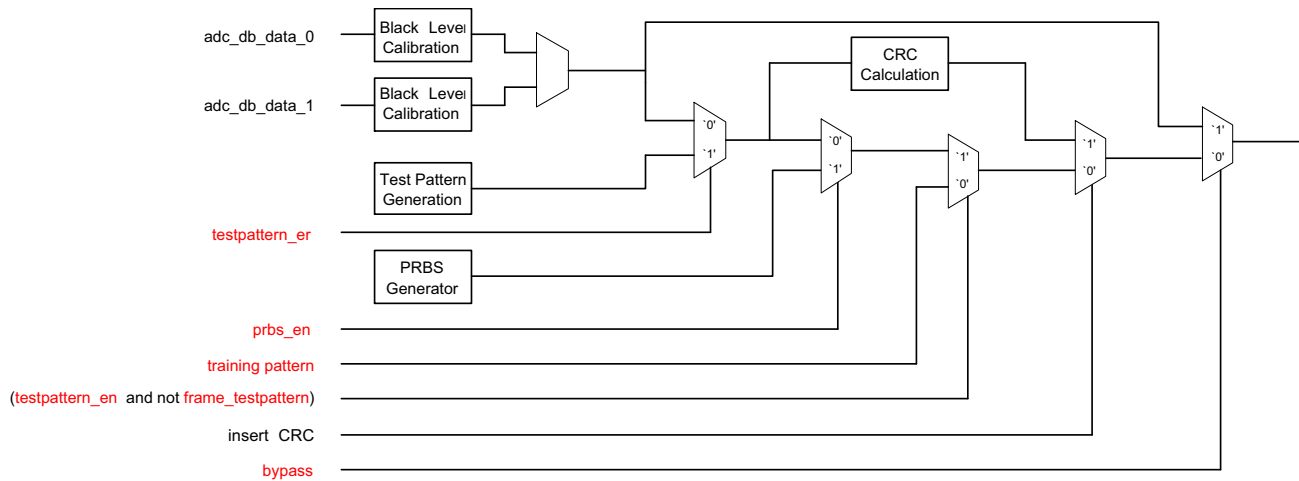 adc_db_data_0
Black Level
Calibration
adc_db_data_1
Black Level
Calibration
CRC
Calculation
`0'
`1'
`0'
`1'
`1'
`0'
`1'
`0'
`1'
`0'
Test Pattern
Generation
testpattern_er
PRBS
Generator
prbs_en
training pattern
(testpattern_en and not frame_testpattern)
insert CRC
bypass